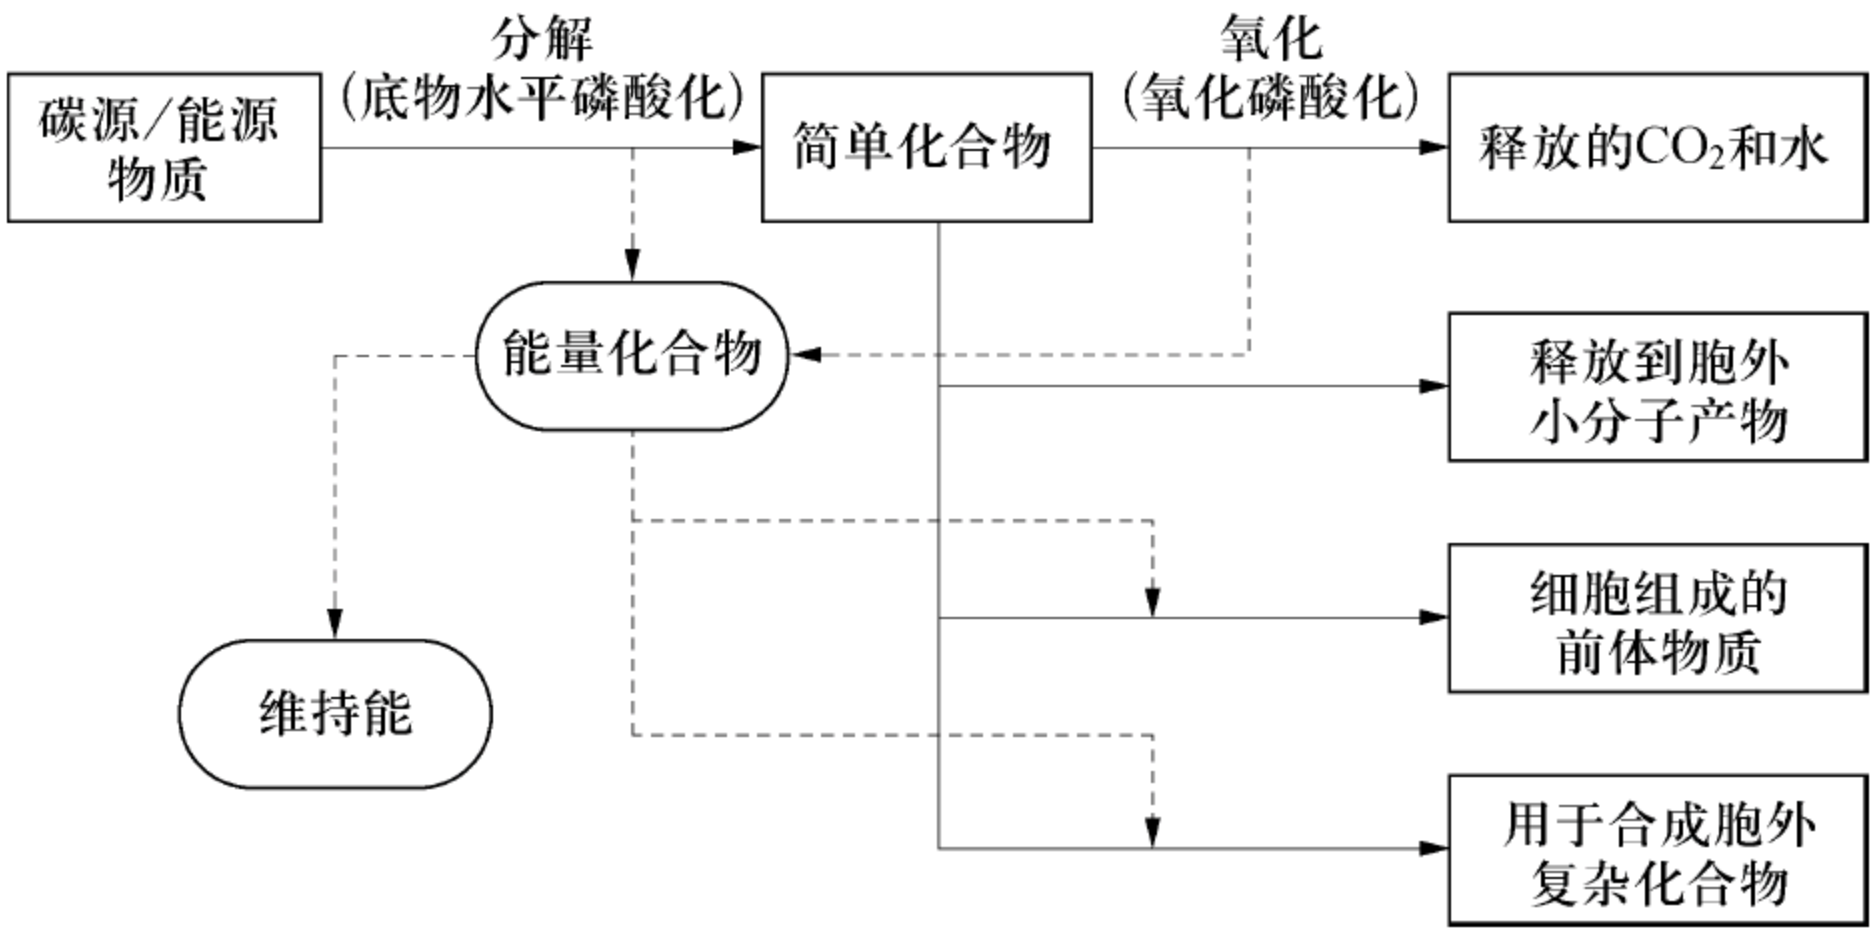 分解
(底物水平磷酸化)
氧化
(氧化磷酸化)
碳源/能源
物质
简单化合物
释放的CO₂和水
能量化合物
释放到胞外
小分子产物
细胞组成的
前体物质
维持能
用于合成胞外
复杂化合物